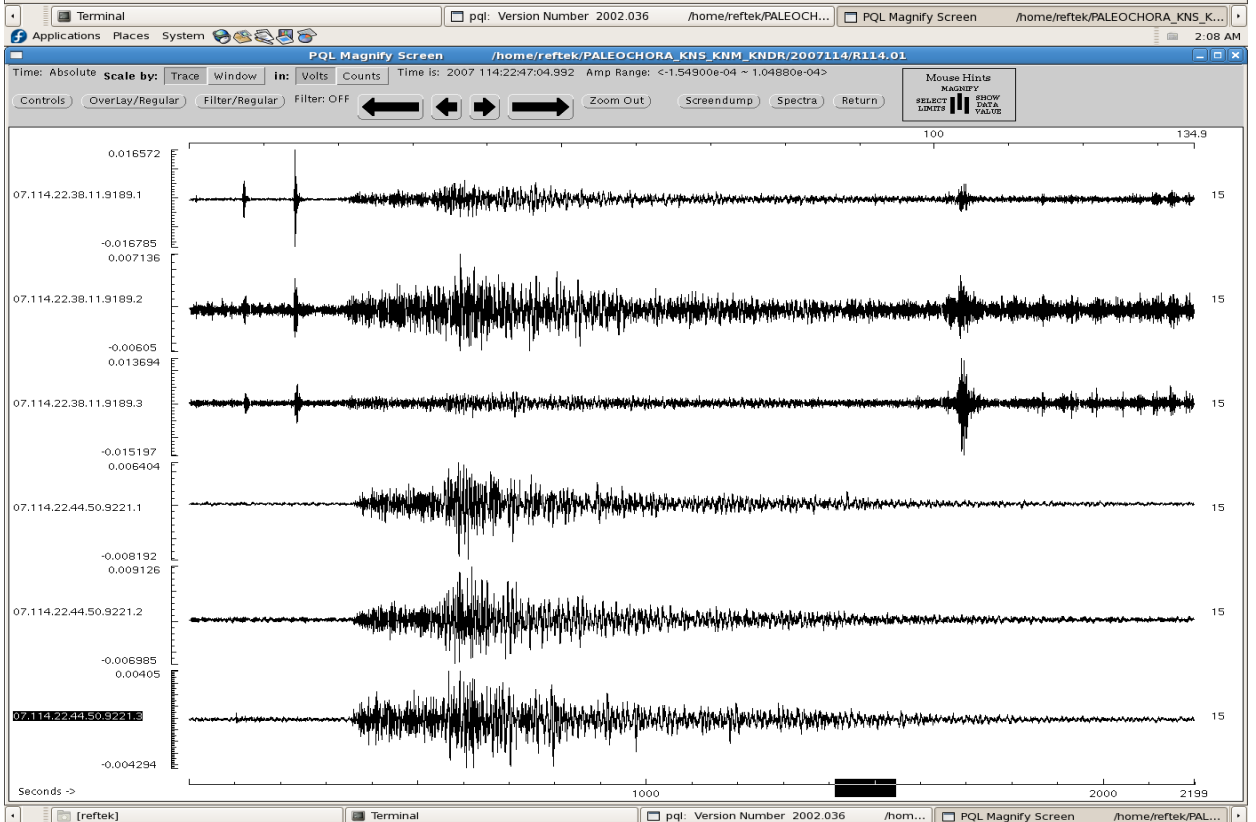 Terminal
pql: Version Number 2002.036 /home/reftek/PALEOCH...
PQL Magnify Screen /home/reftek/PALEOCHORA_KNS_K...
Applications Places System
2:08 AM
PQL Magnify Screen /home/reftek/PALEOCHORA_KNS_KNM_KNDR/2007114/R114.01
Time: Absolute Scale by: Trace Window in: Volts Counts Time is: 2007 114:22:47:04.992 Amp Range: <-1.54900e-04 ~ 1.04880e-04>
Mouse Hints
MAGNIFY
SELECT LIMITS
SHOW DATA VALUE
Controls OverLay/Regular Filter/Regular Filter: OFF Zoom Out Screendump Spectra Return
100 134.9
0.016572
07.114.22.38.11.9189.1 15
-0.016785
0.007136
07.114.22.38.11.9189.2 15
-0.00605
0.013694
07.114.22.38.11.9189.3 15
-0.015197
0.006404
07.114.22.44.50.9221.1 15
-0.008192
0.009126
07.114.22.44.50.9221.2 15
-0.006985
0.00405
07.114.22.44.50.9221.3 15
-0.004294
Seconds -> 1000 2000 2199
[reftek]
Terminal
pql: Version Number 2002.036 /hom...
PQL Magnify Screen /home/reftek/PAL...